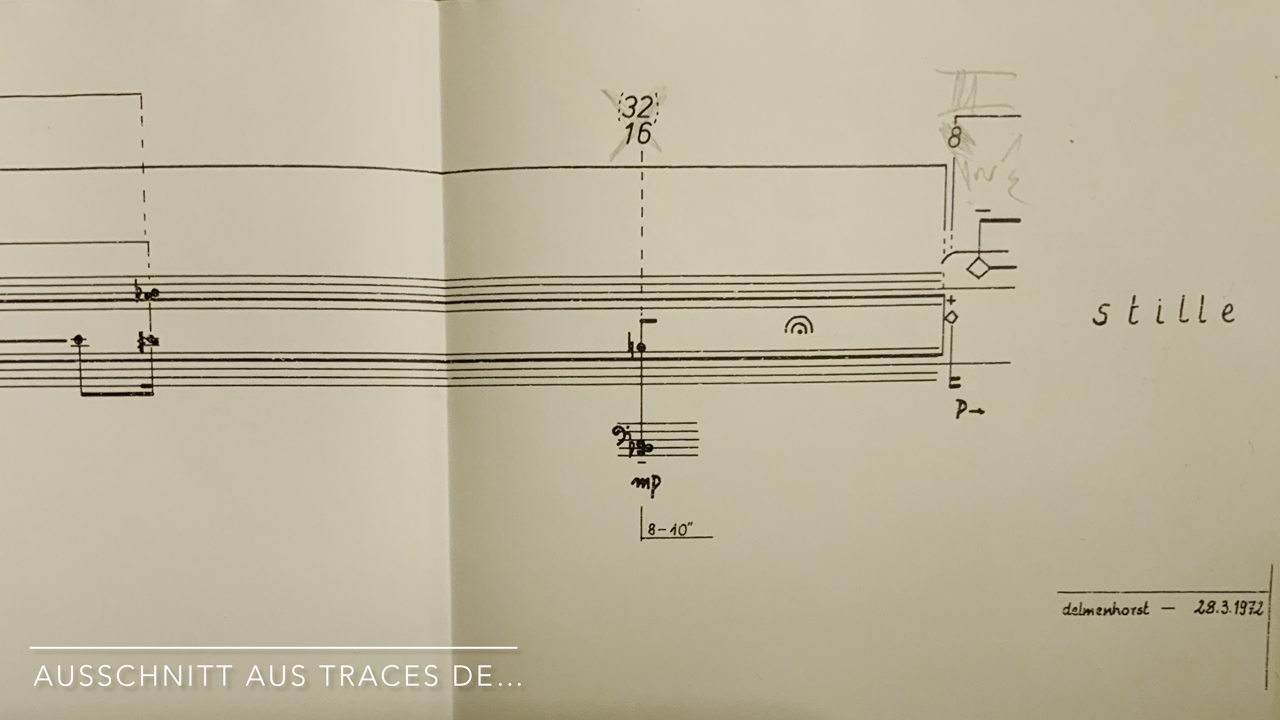 (32)
16
8
stille
p
mp
8–10"
delmenhorst — 28.3.1972
AUSSCHNITT AUS TRACES DE...